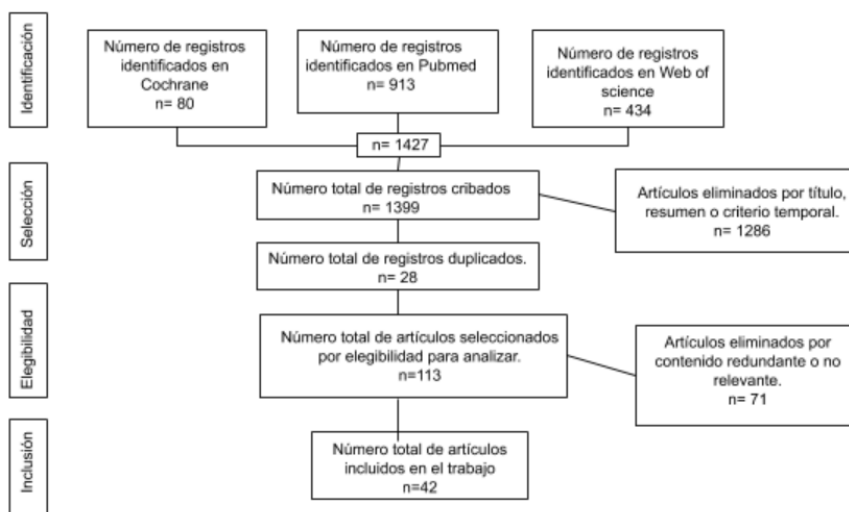 Identificación
Número de registros
identificados en
Cochrane
n= 80
Número de registros
identificados en Pubmed
n= 913
Número de registros
identificados en Web of
science
n= 434
n= 1427
Selección
Número total de registros cribados
n= 1399
Artículos eliminados por título,
resumen o criterio temporal.
n= 1286
Número total de registros duplicados.
n= 28
Elegibilidad
Número total de artículos seleccionados
por elegibilidad para analizar.
n=113
Artículos eliminados por
contenido redundante o no
relevante.
n= 71
Inclusión
Número total de artículos
incluidos en el trabajo
n=42